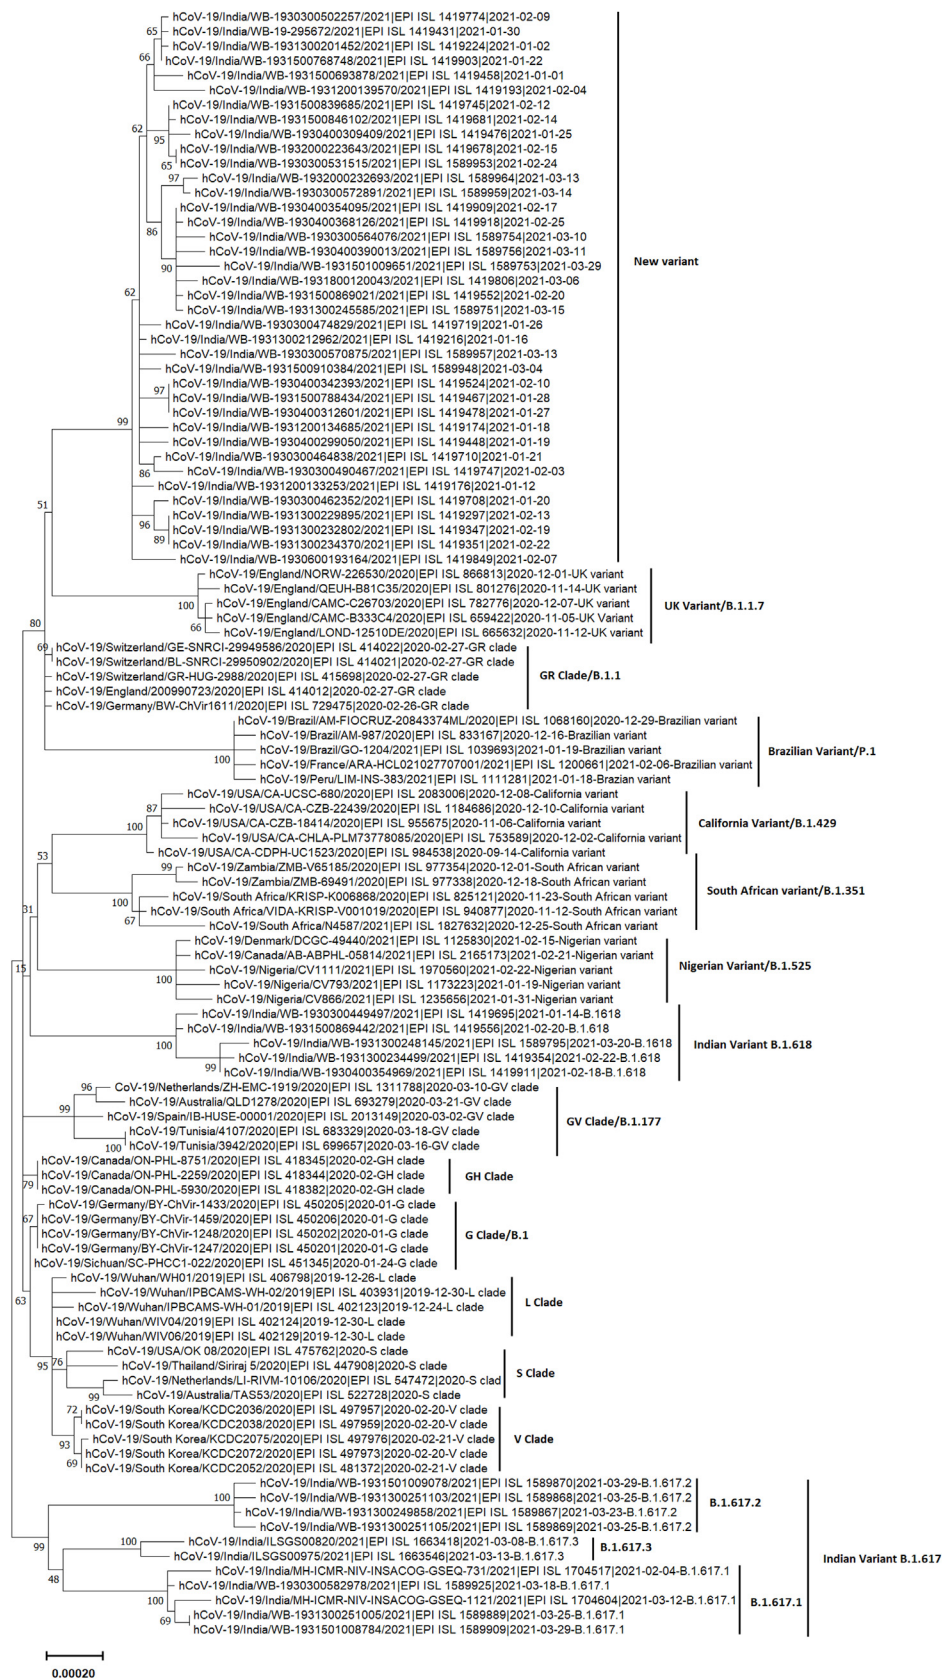 hCoV-19/India/WB-1930300502257/2021|EPI ISL 1419774|2021-02-09
65
hCoV-19/India/WB-19-295672/2021|EPI ISL 1419431|2021-01-30
hCoV-19/India/WB-1931300201452/2021|EPI ISL 1419224|2021-01-02
66
hCoV-19/India/WB-1931500768748/2021|EPI ISL 1419903|2021-01-22
hCoV-19/India/WB-1931500693878/2021|EPI ISL 1419458|2021-01-01
hCoV-19/India/WB-1931200139570/2021|EPI ISL 1419193|2021-02-04
hCoV-19/India/WB-1931500839685/2021|EPI ISL 1419745|2021-02-12
hCoV-19/India/WB-1931500846102/2021|EPI ISL 1419681|2021-02-14
62
95
hCoV-19/India/WB-1930400309409/2021|EPI ISL 1419476|2021-01-25
hCoV-19/India/WB-1932000223643/2021|EPI ISL 1419678|2021-02-15
65
hCoV-19/India/WB-1930300531515/2021|EPI ISL 1589953|2021-02-24
97
hCoV-19/India/WB-1932000232693/2021|EPI ISL 1589964|2021-03-13
hCoV-19/India/WB-1930300572891/2021|EPI ISL 1589959|2021-03-14
hCoV-19/India/WB-1930400354095/2021|EPI ISL 1419909|2021-02-17
hCoV-19/India/WB-1930400368126/2021|EPI ISL 1419918|2021-02-25
86
hCoV-19/India/WB-1930300564076/2021|EPI ISL 1589754|2021-03-10
hCoV-19/India/WB-1930400390013/2021|EPI ISL 1589756|2021-03-11
90
hCoV-19/India/WB-1931501009651/2021|EPI ISL 1589753|2021-03-29
New variant
hCoV-19/India/WB-1931800120043/2021|EPI ISL 1419806|2021-03-06
62
hCoV-19/India/WB-1931500869021/2021|EPI ISL 1419552|2021-02-20
hCoV-19/India/WB-1931300245585/2021|EPI ISL 1589751|2021-03-15
hCoV-19/India/WB-1930300474829/2021|EPI ISL 1419719|2021-01-26
hCoV-19/India/WB-1931300212962/2021|EPI ISL 1419216|2021-01-16
hCoV-19/India/WB-1930300570875/2021|EPI ISL 1589957|2021-03-13
hCoV-19/India/WB-1931500910384/2021|EPI ISL 1589948|2021-03-04
hCoV-19/India/WB-1930400342393/2021|EPI ISL 1419524|2021-02-10
97
hCoV-19/India/WB-1931500788434/2021|EPI ISL 1419467|2021-01-28
hCoV-19/India/WB-1930400312601/2021|EPI ISL 1419478|2021-01-27
99
hCoV-19/India/WB-1931200134685/2021|EPI ISL 1419174|2021-01-18
hCoV-19/India/WB-1930400299050/2021|EPI ISL 1419448|2021-01-19
hCoV-19/India/WB-1930300464838/2021|EPI ISL 1419710|2021-01-21
86
hCoV-19/India/WB-1930300490467/2021|EPI ISL 1419747|2021-02-03
hCoV-19/India/WB-1931200133253/2021|EPI ISL 1419176|2021-01-12
51
hCoV-19/India/WB-1930300462352/2021|EPI ISL 1419708|2021-01-20
hCoV-19/India/WB-1931300229895/2021|EPI ISL 1419297|2021-02-13
96
hCoV-19/India/WB-1931300232802/2021|EPI ISL 1419347|2021-02-19
89
hCoV-19/India/WB-1931300234370/2021|EPI ISL 1419351|2021-02-22
hCoV-19/India/WB-1930600193164/2021|EPI ISL 1419849|2021-02-07
hCoV-19/England/NORW-226530/2020|EPI ISL 866813|2020-12-01-UK variant
hCoV-19/England/QEUH-B81C35/2020|EPI ISL 801276|2020-11-14-UK variant
100
hCoV-19/England/CAMC-C26703/2020|EPI ISL 782776|2020-12-07-UK variant
UK Variant/B.1.1.7
hCoV-19/England/CAMC-B333C4/2020|EPI ISL 659422|2020-11-05-UK variant
80
66
hCoV-19/England/LOND-12510DE/2020|EPI ISL 665632|2020-11-12-UK variant
69
hCoV-19/Switzerland/GE-SNRCI-29949586/2020|EPI ISL 414022|2020-02-27-GR clade
hCoV-19/Switzerland/BL-SNRCI-29950902/2020|EPI ISL 414021|2020-02-27-GR clade
hCoV-19/Switzerland/GR-HUG-2988/2020|EPI ISL 415698|2020-02-27-GR clade
GR Clade/B.1.1
hCoV-19/England/200990723/2020|EPI ISL 414012|2020-02-27-GR clade
hCoV-19/Germany/BW-ChVir1611/2020|EPI ISL 729475|2020-02-26-GR clade
hCoV-19/Brazil/AM-FIOCRUZ-20843374ML/2020|EPI ISL 1068160|2020-12-29-Brazilian variant
hCoV-19/Brazil/AM-987/2020|EPI ISL 833167|2020-12-16-Brazilian variant
hCoV-19/Brazil/GO-1204/2021|EPI ISL 1039693|2021-01-19-Brazilian variant
Brazilian Variant/P.1
100
hCoV-19/France/ARA-HCL021027707001/2021|EPI ISL 1200661|2021-02-06-Brazilian variant
hCoV-19/Peru/LIM-INS-383/2021|EPI ISL 1111281|2021-01-18-Brazian variant
hCoV-19/USA/CA-UCSC-680/2020|EPI ISL 2083006|2020-12-08-California variant
87
hCoV-19/USA/CA-CZB-22439/2020|EPI ISL 1184686|2020-12-10-California variant
100
hCoV-19/USA/CA-CZB-18414/2020|EPI ISL 955675|2020-11-06-California variant
California Variant/B.1.429
hCoV-19/USA/CA-CHLA-PLM73778085/2020|EPI ISL 753589|2020-12-02-California variant
hCoV-19/USA/CA-CDPH-UC1523/2020|EPI ISL 984538|2020-09-14-California variant
53
99
hCoV-19/Zambia/ZMB-V65185/2020|EPI ISL 977354|2020-12-01-South African variant
hCoV-19/Zambia/ZMB-69491/2020|EPI ISL 977338|2020-12-18-South African variant
100
hCoV-19/South Africa/KRISP-K006868/2020|EPI ISL 825121|2020-11-23-South African variant
South African variant/B.1.351
31
67
hCoV-19/South Africa/VIDA-KRISP-V001019/2020|EPI ISL 940877|2020-11-12-South African variant
hCoV-19/South Africa/N4587/2021|EPI ISL 1827632|2020-12-25-South African variant
hCoV-19/Denmark/DCGC-49440/2021|EPI ISL 1125830|2021-02-15-Nigerian variant
hCoV-19/Canada/AB-ABPHL-05814/2021|EPI ISL 2165173|2021-02-21-Nigerian variant
15
100
hCoV-19/Nigeria/CV1111/2021|EPI ISL 1970560|2021-02-22-Nigerian variant
Nigerian Variant/B.1.525
hCoV-19/Nigeria/CV793/2021|EPI ISL 1173223|2021-01-19-Nigerian variant
hCoV-19/Nigeria/CV866/2021|EPI ISL 1235656|2021-01-31-Nigerian variant
hCoV-19/India/WB-1930300449497/2021|EPI ISL 1419695|2021-01-14-B.1618
hCoV-19/India/WB-1931500869442/2021|EPI ISL 1419556|2021-02-20-B.1.618
100
hCoV-19/India/WB-1931300248145/2021|EPI ISL 1589795|2021-03-20-B.1.1618
Indian Variant B.1.618
hCoV-19/India/WB-1931300234499/2021|EPI ISL 1419354|2021-02-22-B.1.618
99
hCoV-19/India/WB-1930400354969/2021|EPI ISL 1419911|2021-02-18-B.1.618
96
CoV-19/Netherlands/ZH-EMC-1919/2020|EPI ISL 1311788|2020-03-10-GV clade
hCoV-19/Australia/QLD1278/2020|EPI ISL 693279|2020-03-21-GV clade
99
hCoV-19/Spain/IB-HUSE-00001/2020|EPI ISL 2013149|2020-03-02-GV clade
GV Clade/B.1.177
hCoV-19/Tunisia/4107/2020|EPI ISL 683329|2020-03-18-GV clade
100
hCoV-19/Tunisia/3942/2020|EPI ISL 699657|2020-03-16-GV clade
hCoV-19/Canada/ON-PHL-8751/2020|EPI ISL 418345|2020-02-GH clade
hCoV-19/Canada/ON-PHL-2259/2020|EPI ISL 418344|2020-02-GH clade
GH Clade
79
hCoV-19/Canada/ON-PHL-5930/2020|EPI ISL 418382|2020-02-GH clade
hCoV-19/Germany/BY-ChVir-1433/2020|EPI ISL 450205|2020-01-G clade
67
hCoV-19/Germany/BY-ChVir-1459/2020|EPI ISL 450206|2020-01-G clade
hCoV-19/Germany/BY-ChVir-1248/2020|EPI ISL 450202|2020-01-G clade
G Clade/B.1
hCoV-19/Germany/BY-ChVir-1247/2020|EPI ISL 450201|2020-01-G clade
hCoV-19/Sichuan/SC-PHCC1-022/2020|EPI ISL 451345|2020-01-24-G clade
hCoV-19/Wuhan/WH01/2019|EPI ISL 406798|2019-12-26-L clade
63
hCoV-19/Wuhan/IPBCAMS-WH-02/2019|EPI ISL 403931|2019-12-30-L clade
L Clade
hCoV-19/Wuhan/IPBCAMS-WH-01/2019|EPI ISL 402123|2019-12-24-L clade
hCoV-19/Wuhan/WIV04/2019|EPI ISL 402124|2019-12-30-L clade
hCoV-19/Wuhan/WIV06/2019|EPI ISL 402129|2019-12-30-L clade
hCoV-19/USA/OK 08/2020|EPI ISL 475762|2020-S clade
95
76
hCoV-19/Thailand/Siriraj 5/2020|EPI ISL 447908|2020-S clade
S Clade
hCoV-19/Netherlands/LI-RIVM-10106/2020|EPI ISL 547472|2020-S clad
99
hCoV-19/Australia/TAS53/2020|EPI ISL 522728|2020-S clade
72
hCoV-19/South Korea/KCDC2036/2020|EPI ISL 497957|2020-02-20-V clade
hCoV-19/South Korea/KCDC2038/2020|EPI ISL 497959|2020-02-20-V clade
93
hCoV-19/South Korea/KCDC2075/2020|EPI ISL 497976|2020-02-21-V clade
V Clade
hCoV-19/South Korea/KCDC2072/2020|EPI ISL 497973|2020-02-20-V clade
69
hCoV-19/South Korea/KCDC2052/2020|EPI ISL 481372|2020-02-21-V clade
hCoV-19/India/WB-1931501009078/2021|EPI ISL 1589870|2021-03-29-B.1.617.2
100
hCoV-19/India/WB-1931300251103/2021|EPI ISL 1589868|2021-03-25-B.1.617.2
B.1.617.2
hCoV-19/India/WB-1931300249858/2021|EPI ISL 1589867|2021-03-23-B.1.617.2
hCoV-19/India/WB-1931300251105/2021|EPI ISL 1589869|2021-03-25-B.1.617.2
99
100
hCoV-19/India/ILSGS00820/2021|EPI ISL 1663418|2021-03-08-B.1.617.3
B.1.617.3
hCoV-19/India/ILSGS00975/2021|EPI ISL 1663546|2021-03-13-B.1.617.3
Indian Variant B.1.617
48
hCoV-19/India/MH-ICMR-NIV-INSACOG-GSEQ-731/2021|EPI ISL 1704517|2021-02-04-B.1.617.1
hCoV-19/India/WB-1930300582978/2021|EPI ISL 1589925|2021-03-18-B.1.617.1
100
hCoV-19/India/MH-ICMR-NIV-INSACOG-GSEQ-1121/2021|EPI ISL 1704604|2021-03-12-B.1.617.1
B.1.617.1
69
hCoV-19/India/WB-1931300251005/2021|EPI ISL 1589889|2021-03-25-B.1.617.1
hCoV-19/India/WB-1931501008784/2021|EPI ISL 1589909|2021-03-29-B.1.617.1
0.00020